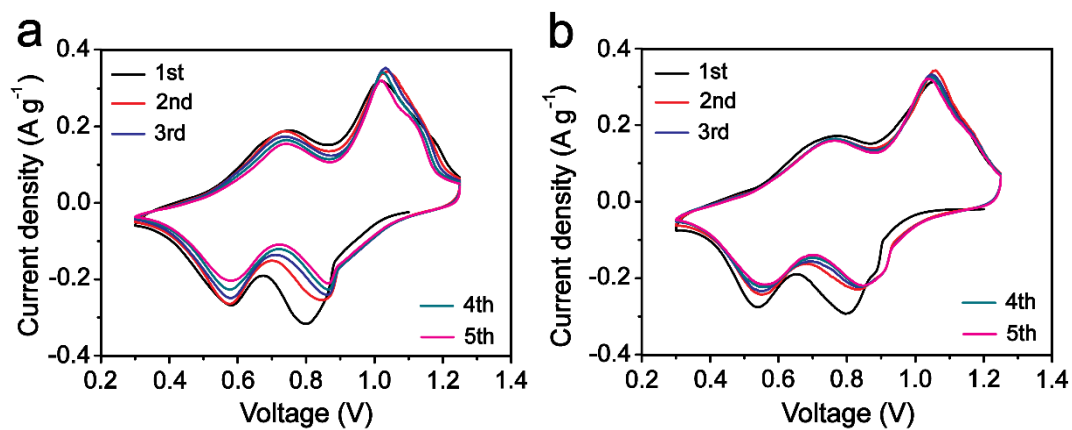 a
0.4
0.2
0.0
-0.2
-0.4
Current density (A g⁻¹)
1st
2nd
3rd
4th
5th
0.2 0.4 0.6 0.8 1.0 1.2 1.4
Voltage (V)
b
0.4
0.2
0.0
-0.2
-0.4
Current density (A g⁻¹)
1st
2nd
3rd
4th
5th
0.2 0.4 0.6 0.8 1.0 1.2 1.4
Voltage (V)